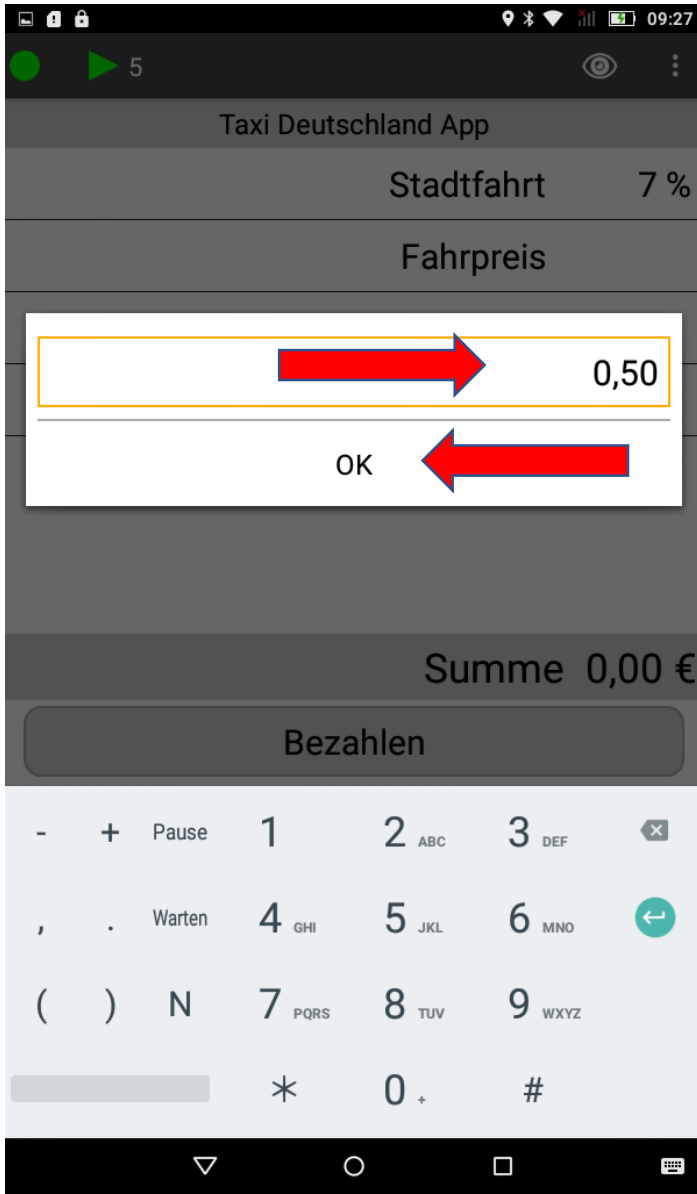 09:27
5
Taxi Deutschland App
Stadtfahrt 7 %
Fahrpreis
0,50
OK
Summe 0,00 €
Bezahlen
- + Pause 1 2 ABC 3 DEF
, . Warten 4 GHI 5 JKL 6 MNO
( ) N 7 PQRS 8 TUV 9 WXYZ
* 0 + #